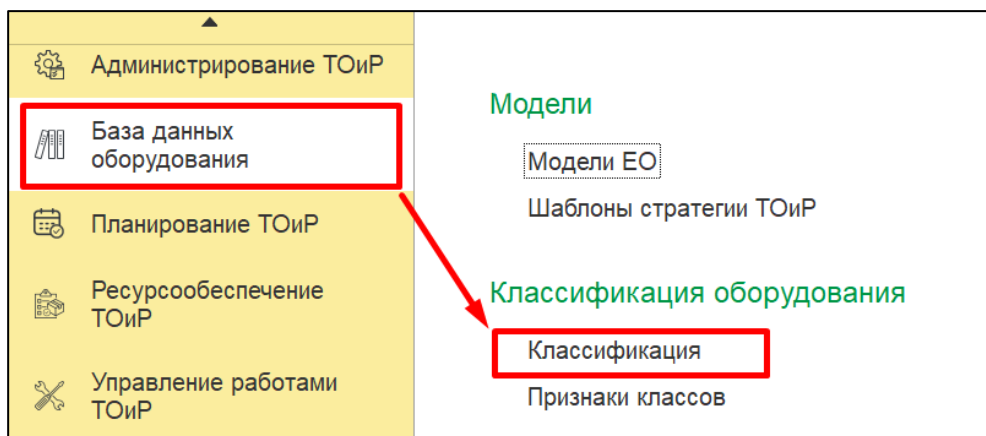 Администрирование ТОиР
База данных
оборудования
Планирование ТОиР
Ресурсообеспечение
ТОиР
Управление работами
ТОиР
Модели
Модели ЕО
Шаблоны стратегии ТОиР
Классификация оборудования
Классификация
Признаки классов